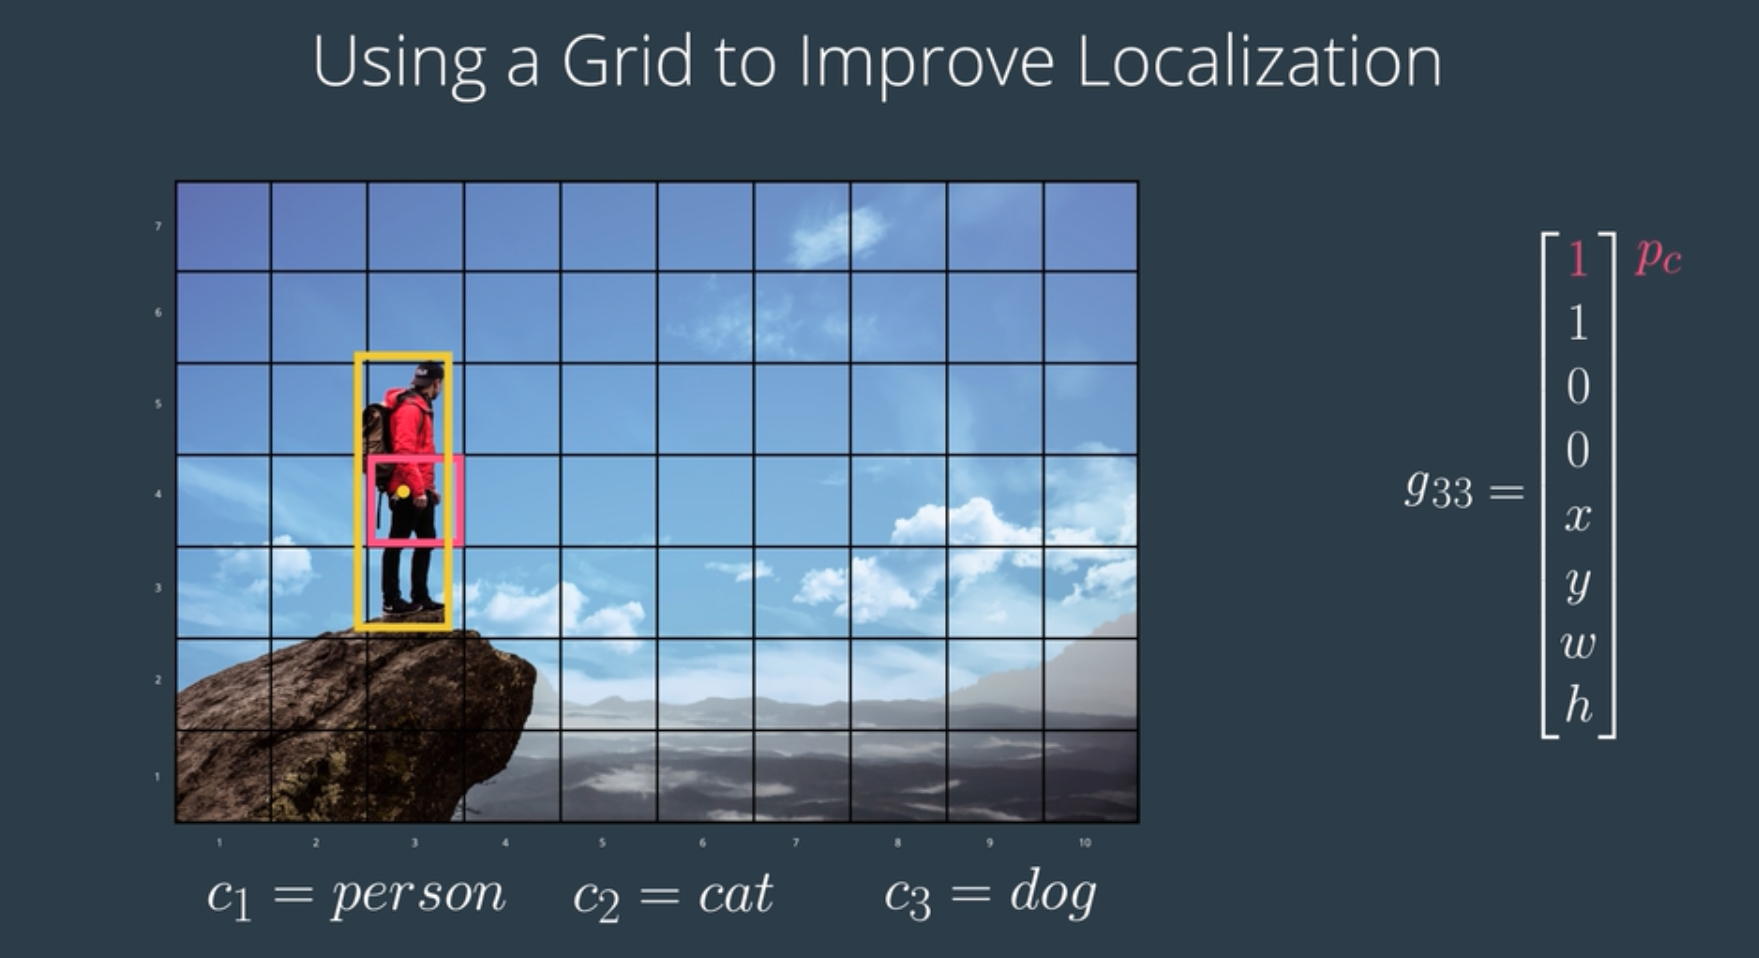 Using a Grid to Improve Localization
7
6
5
4
3
2
1
1 2 3 4 5 6 7 8 9 10
c₁ = person c₂ = cat c₃ = dog
g₃₃ =
1 p_c
1
0
0
x
y
w
h